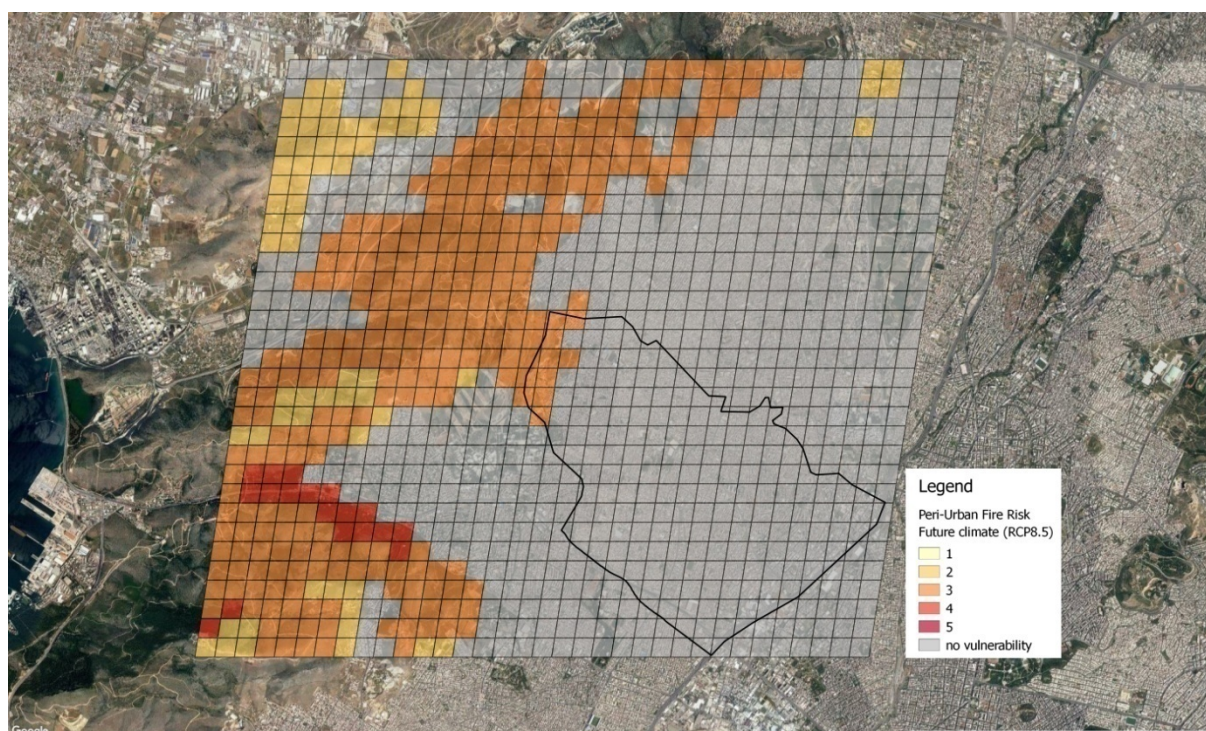 Legend
Peri-Urban Fire Risk
Future climate (RCP8.5)
1
2
3
4
5
no vulnerability
Google